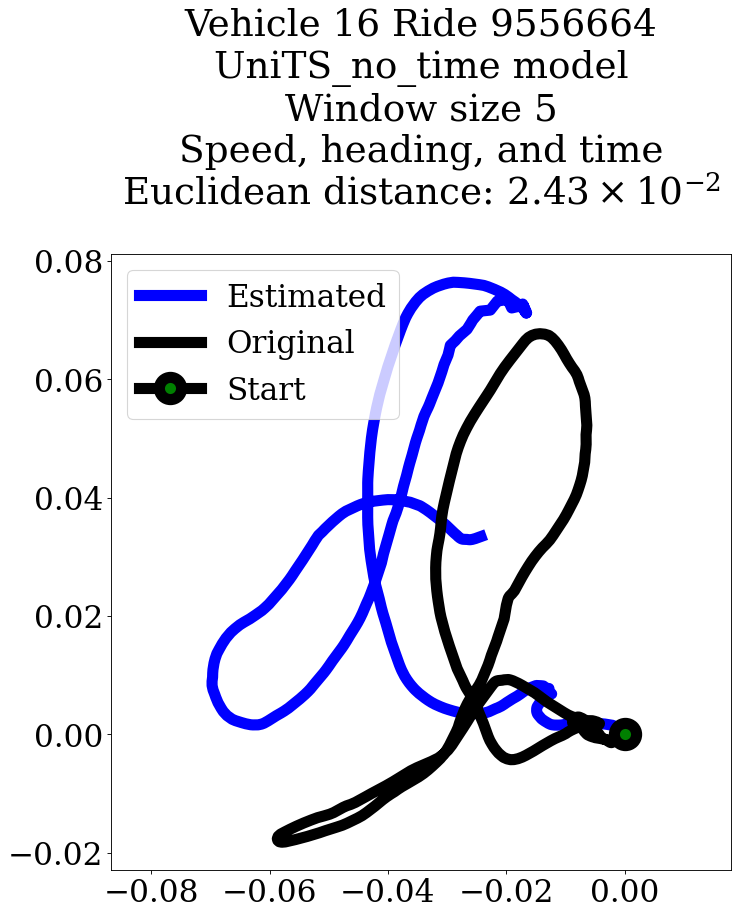 Vehicle 16 Ride 9556664
UniTS_no_time model
Window size 5
Speed, heading, and time
Euclidean distance: 2.43 × 10⁻²
0.08
0.06
0.04
0.02
0.00
−0.02
Estimated
Original
Start
−0.08 −0.06 −0.04 −0.02 0.00